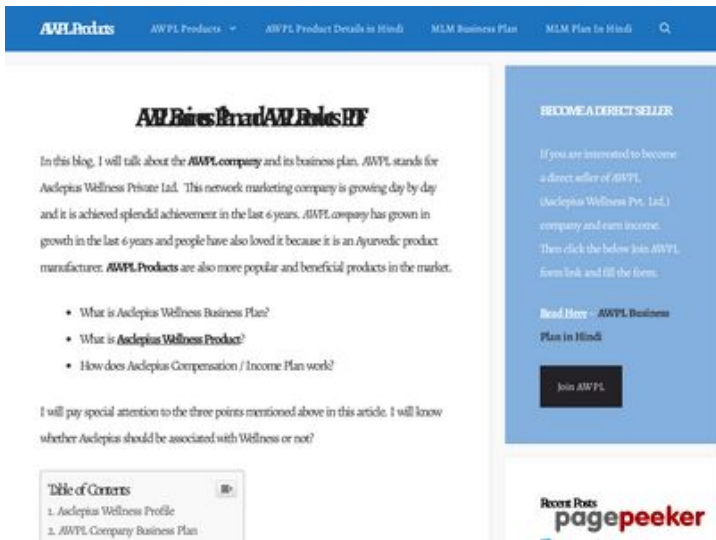 AWPL Products
AWPL Products
AWPL Product Details in Hindi
MLM Business Plan
MLM Plan In Hindi
AWPL Business Plan and AWPL Products PDF
In this blog, I will talk about the AWPL company and its business plan. AWPL stands for
Asclepius Wellness Private Ltd. This network marketing company is growing day by day
and it is achieved splendid achievement in the last 6 years. AWPL company has grown in
growth in the last 6 years and people have also loved it because it is an Ayurvedic product
manufacturer. AWPL Products are also more popular and beneficial products in the market.
• What is Asclepius Wellness Business Plan?
• What is Asclepius Wellness Product?
• How does Asclepius Compensation / Income Plan work?
I will pay special attention to the three points mentioned above in this article. I will know
whether Asclepius should be associated with Wellness or not?
Table of Contents
1. Asclepius Wellness Profile
2. AWPL Company Business Plan
BECOME A DIRECT SELLER
If you are interested to become
a direct seller of AWPL
(Asclepius Wellness Pvt. Ltd.)
company and earn income.
Then click the below Join AWPL
form link and fill the form.
Read Here – AWPL Business
Plan in Hindi
Join AWPL
Recent Posts
pagepeeker